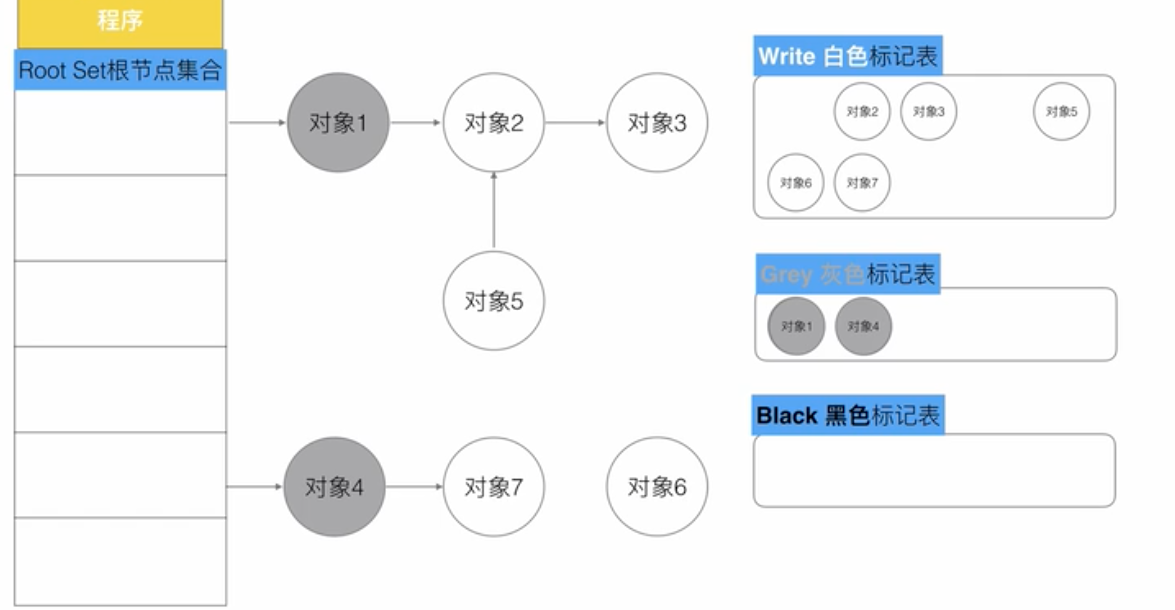 程序
Root Set根节点集合
对象1
对象2
对象3
对象5
对象4
对象7
对象6
Write 白色标记表
对象2
对象3
对象5
对象6
对象7
Grey 灰色标记表
对象1
对象4
Black 黑色标记表